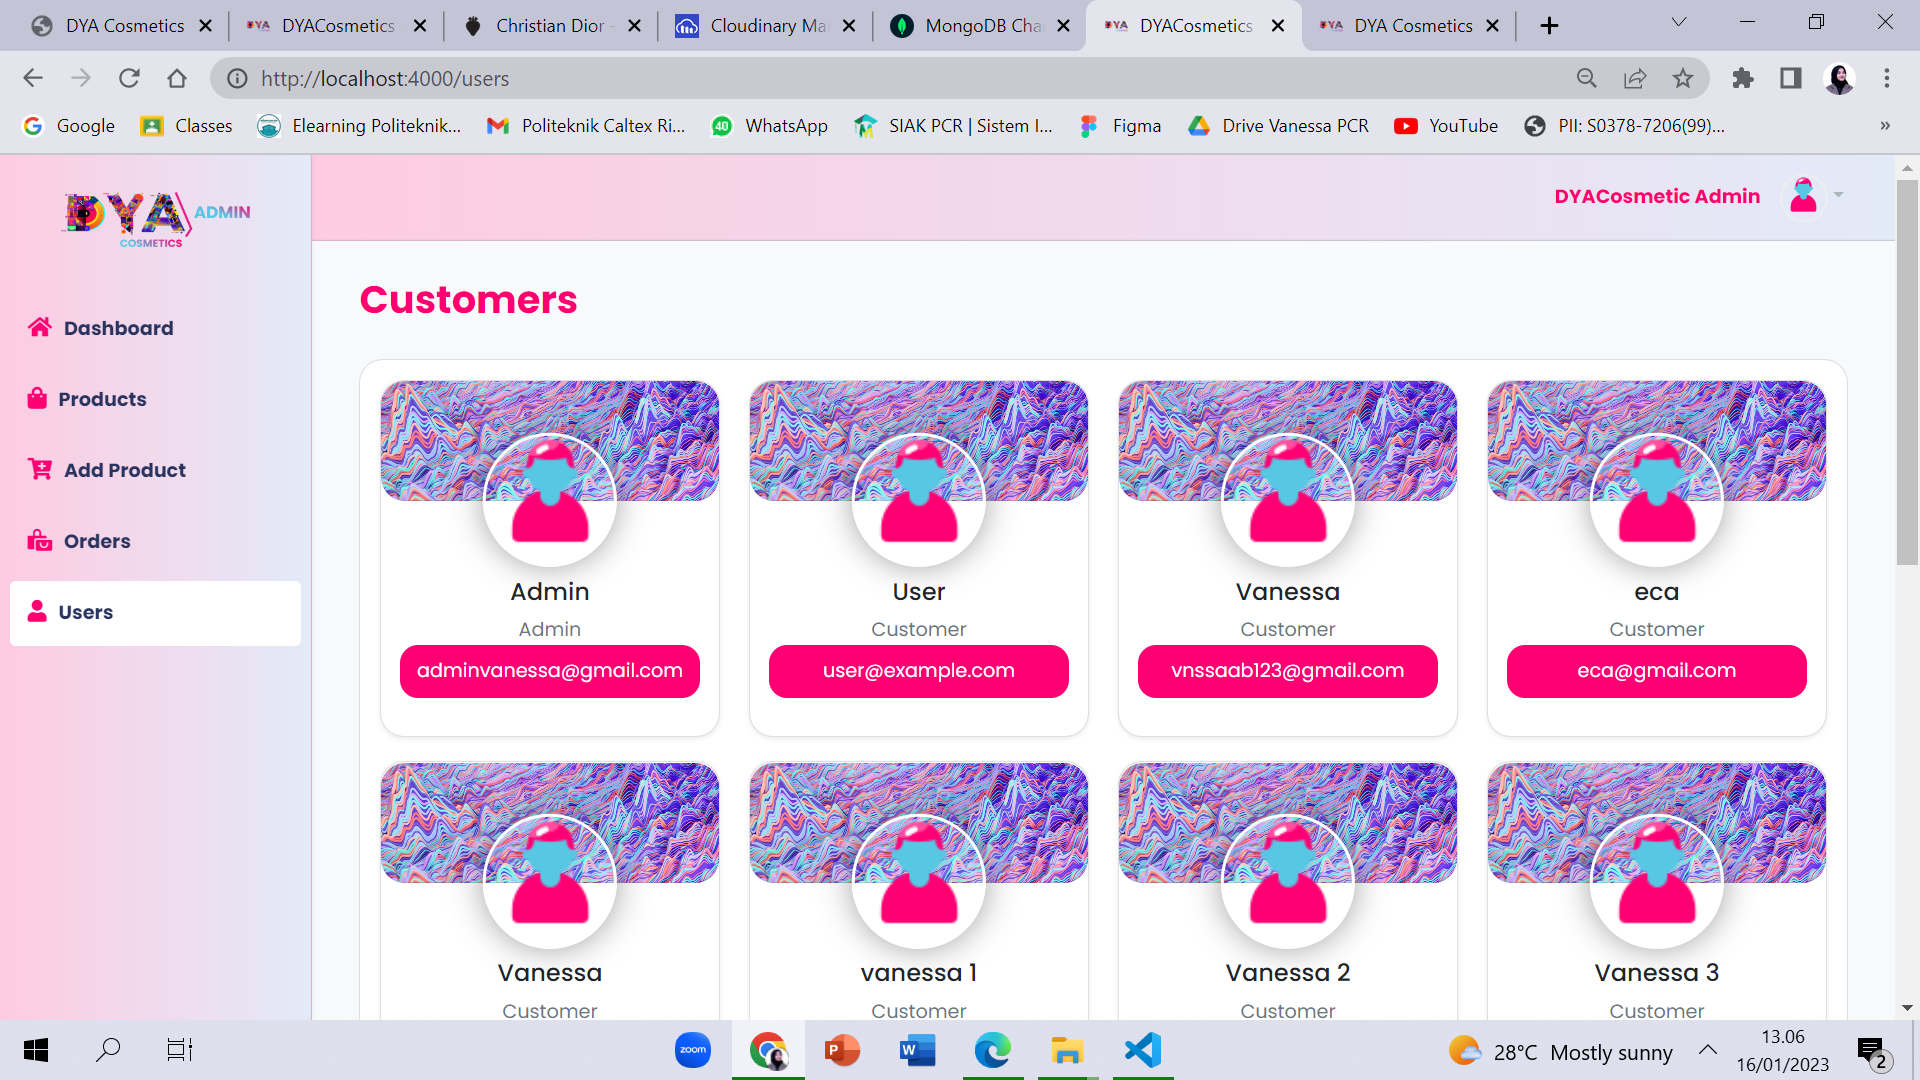 DYA Cosmetics
DYACosmetics
Christian Dior -
Cloudinary Ma
MongoDB Cha
DYACosmetics
DYA Cosmetics
http://localhost:4000/users
Google
Classes
Elearning Politeknik...
Politeknik Caltex Ri...
40
WhatsApp
SIAK PCR | Sistem I...
Figma
Drive Vanessa PCR
YouTube
PII: S0378-7206(99)...
»
DYA ADMIN
COSMETICS
DYACosmetic Admin
Dashboard
Products
Add Product
Orders
Users
Customers
Admin
Admin
adminvanessa@gmail.com
User
Customer
user@example.com
Vanessa
Customer
vnssaab123@gmail.com
eca
Customer
eca@gmail.com
Vanessa
Customer
vanessa 1
Customer
Vanessa 2
Customer
Vanessa 3
Customer
zoom
28°C Mostly sunny
13.06
16/01/2023
2